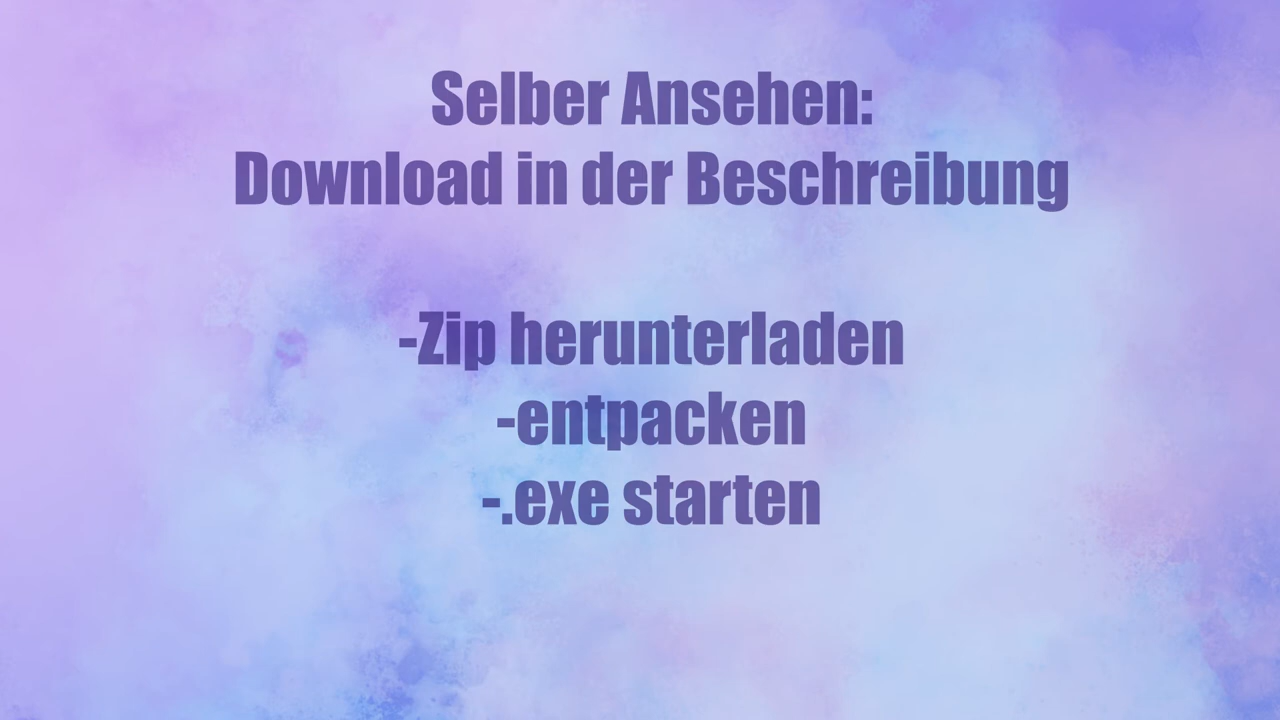 Selber Ansehen:
Download in der Beschreibung
-Zip herunterladen
-entpacken
-.exe starten